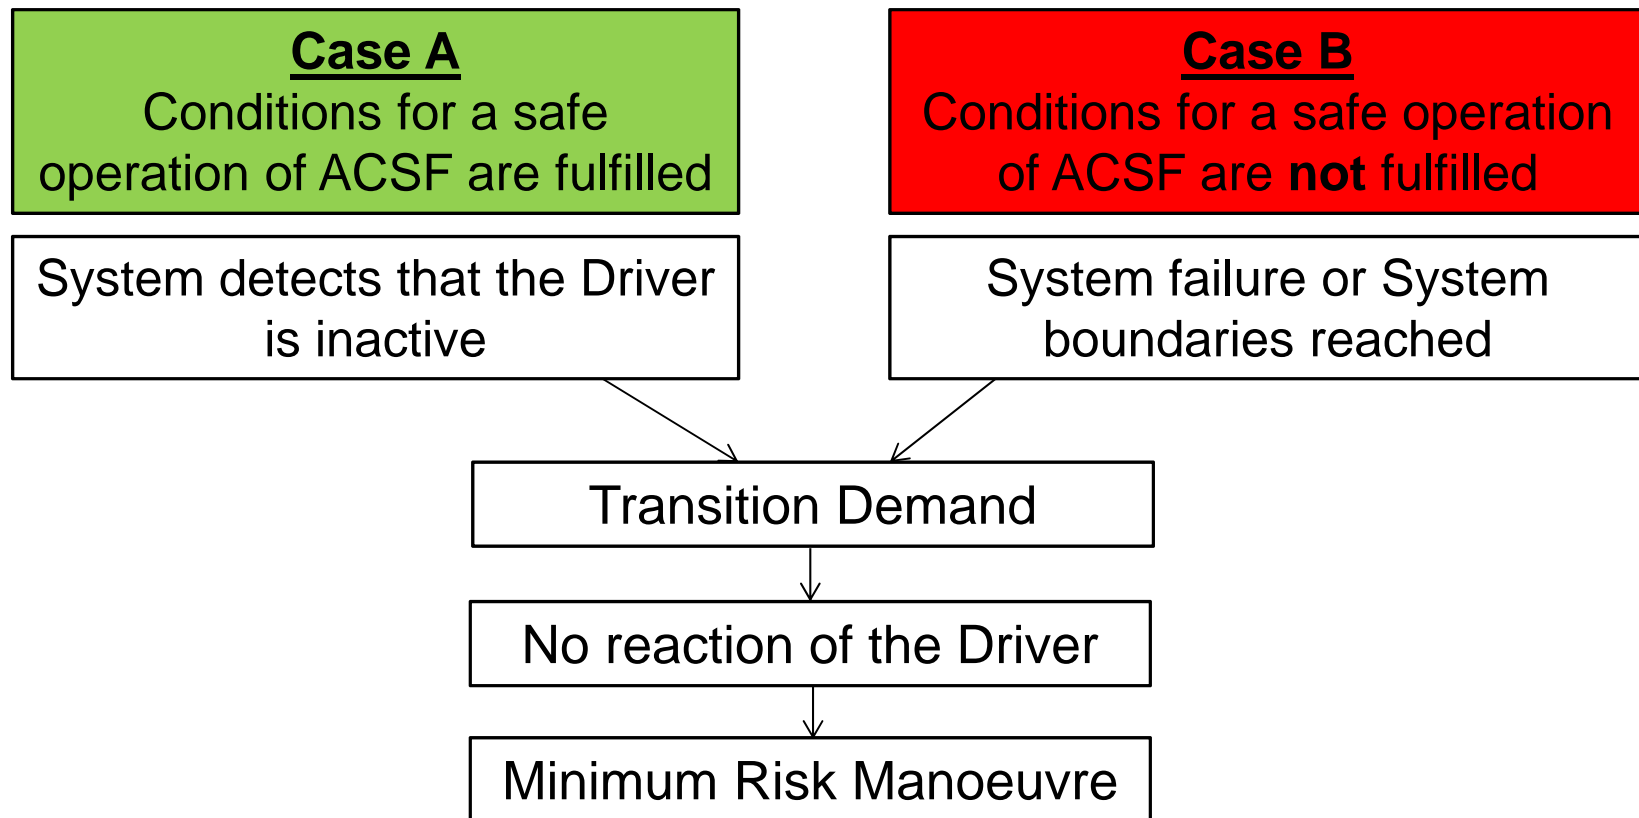 Case A
Conditions for a safe
operation of ACSF are fulfilled
System detects that the Driver
is inactive
Case B
Conditions for a safe operation
of ACSF are not fulfilled
System failure or System
boundaries reached
Transition Demand
No reaction of the Driver
Minimum Risk Manoeuvre